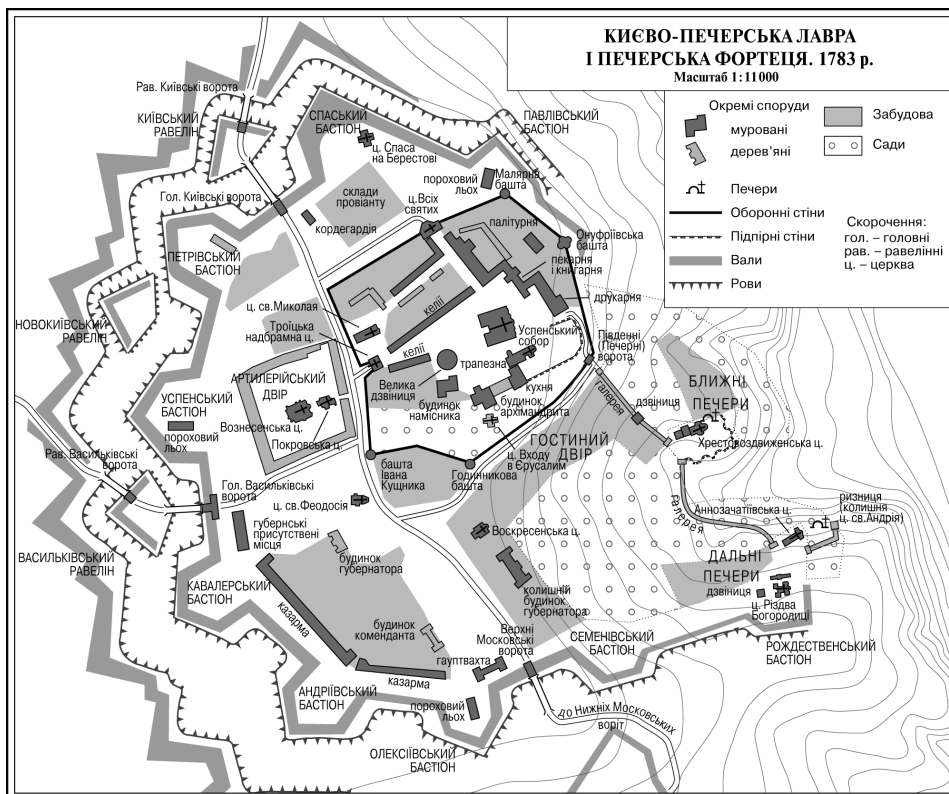 КИЄВО-ПЕЧЕРСЬКА ЛАВРА
І ПЕЧЕРСЬКА ФОРТЕЦЯ. 1783 р.
Масштаб 1:11000
Окремі споруди
муровані
дерев'яні
Забудова
Сади
Печери
Оборонні стіни
Підпірні стіни
Вали
Рови
Скорочення:
гол. – головні
рав. – равелінні
ц. – церква
Рав. Київські ворота
КИЇВСЬКИЙ
РАВЕЛІН
СПАСЬКИЙ
БАСТІОН
ц. Спаса
на Берестові
ПАВЛІВСЬКИЙ
БАСТІОН
пороховий
льох
Малярна
башта
Гол. Київські ворота
склади
провіанту
ц.Всіх
святих
кордегардія
палітурня
Онуфріївська
башта
ПЕТРІВСЬКИЙ
БАСТІОН
пекарня
і книгарня
друкарня
НОВОКИЇВСЬКИЙ
РАВЕЛІН
ц. св.Миколая
келії
Троїцька
надбрамна ц.
келії
Успенський
собор
Південні
(Печерні)
ворота
трапезна
АРТИЛЕРІЙСЬКИЙ
ДВІР
Велика
дзвіниця
кухня
будинок
намісника
будинок
архімандрита
галерея
дзвіниця
БЛИЖНІ
ПЕЧЕРИ
УСПЕНСЬКИЙ
БАСТІОН
Вознесенська ц.
Покровська ц.
пороховий
льох
ц. Входу
в Єрусалим
ГОСТИНИЙ
ДВІР
Хрестовоздвиженська ц.
Рав. Васильківські
ворота
башта
Івана
Кущника
Годинникова
башта
Гол. Васильківські
ворота
ц. св.Феодосія
галерея
Аннозачатіївська ц.
ризниця
(колишня
ц. св.Андрія)
губернські
присутствені
місця
Воскресенська ц.
ВАСИЛЬКІВСЬКИЙ
РАВЕЛІН
будинок
губернатора
ДАЛЬНІ
ПЕЧЕРИ
дзвіниця
КАВАЛЕРСЬКИЙ
БАСТІОН
колишній
будинок
губернатора
ц. Різдва
Богородиці
казарма
будинок
коменданта
Верхні
Московські
ворота
СЕМЕНІВСЬКИЙ
БАСТІОН
РОЖДЕСТВЕНСЬКИЙ
БАСТІОН
гауптвахта
казарма
АНДРІЇВСЬКИЙ
БАСТІОН
пороховий
льох
до Нижніх Московських
воріт
ОЛЕКСІЇВСЬКИЙ
БАСТІОН